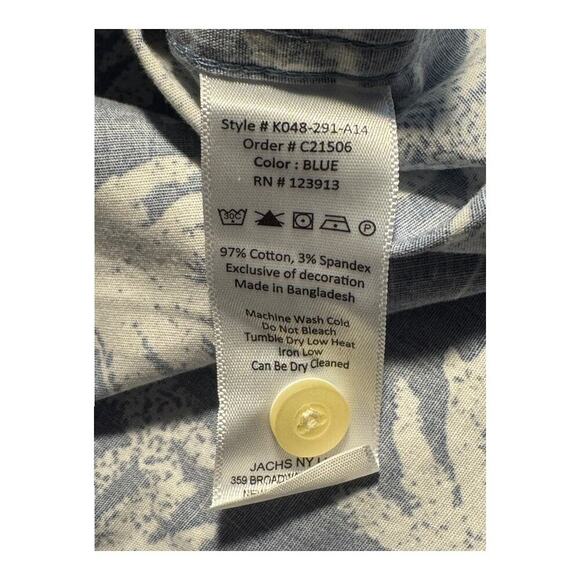 Style # K048-291-A14
Order # C21506
Color : BLUE
RN # 123913
30C P
97% Cotton, 3% Spandex
Exclusive of decoration
Made in Bangladesh
Machine Wash Cold
Do Not Bleach
Tumble Dry Low Heat
Iron Low
Can Be Dry Cleaned
JACHS NY
359